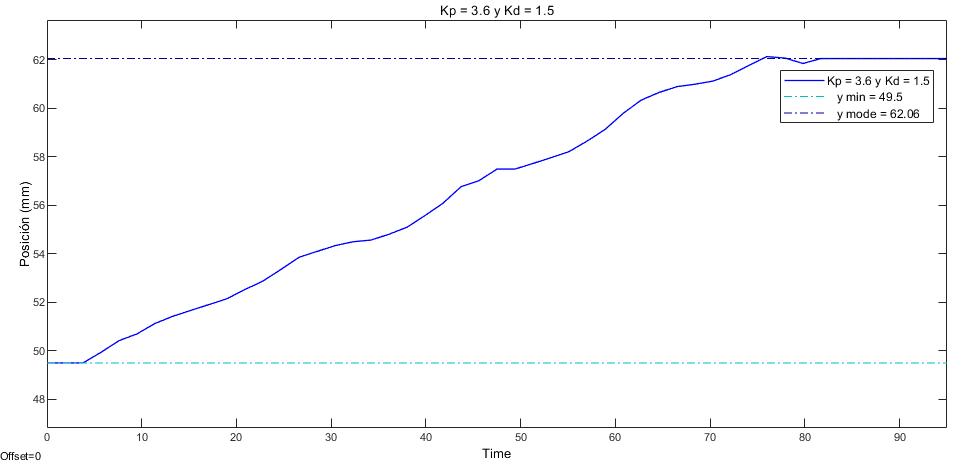 Kp = 3.6 y Kd = 1.5
Posición (mm)
62
60
58
56
54
52
50
48
Kp = 3.6 y Kd = 1.5
y min = 49.5
y mode = 62.06
0 10 20 30 40 50 60 70 80 90
Time
Offset=0